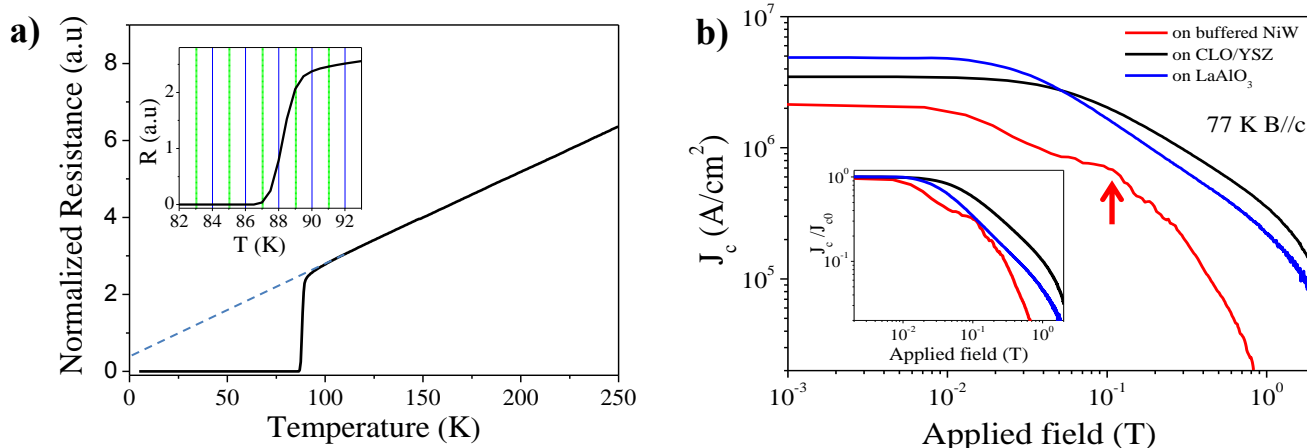 a)
Normalized Resistance (a.u)
8
6
4
2
0
0
50
100
150
200
250
Temperature (K)
R (a.u)
2
1
0
82
84
86
88
90
92
T (K)
b)
J_c (A/cm^2)
10^7
10^6
10^5
10^-3
10^-2
10^-1
10^0
Applied field (T)
on buffered NiW
on CLO/YSZ
on LaAlO_3
77 K B//c
J_c/J_c0
10^0
10^-1
10^-2
10^-1
10^0
Applied field (T)